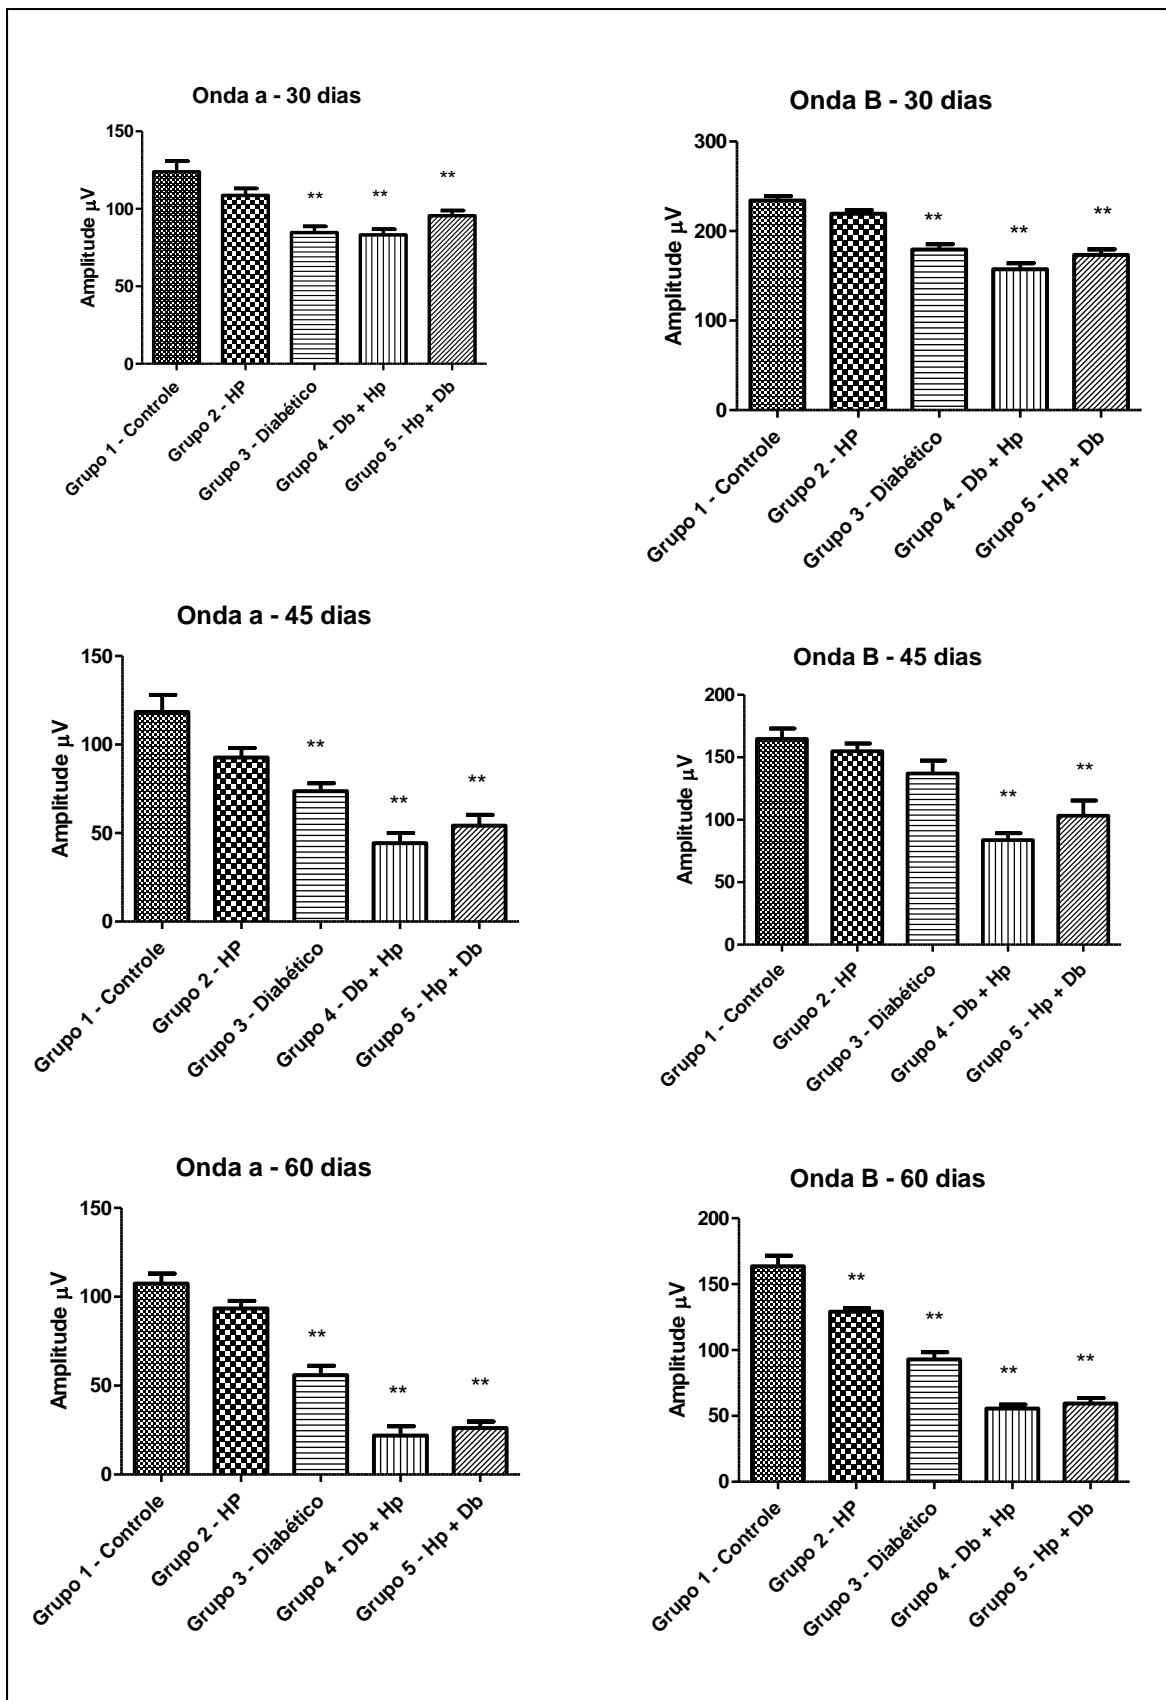 Onda a - 30 dias
Amplitude µV
150
100
50
0
**
**
**
Grupo 1 - Controle
Grupo 2 - HP
Grupo 3 - Diabético
Grupo 4 - Db + Hp
Grupo 5 - Hp + Db
Onda B - 30 dias
Amplitude µV
300
200
100
0
**
**
**
Grupo 1 - Controle
Grupo 2 - HP
Grupo 3 - Diabético
Grupo 4 - Db + Hp
Grupo 5 - Hp + Db
Onda a - 45 dias
Amplitude µV
150
100
50
0
**
**
**
Grupo 1 - Controle
Grupo 2 - HP
Grupo 3 - Diabético
Grupo 4 - Db + Hp
Grupo 5 - Hp + Db
Onda B - 45 dias
Amplitude µV
200
150
100
50
0
**
**
Grupo 1 - Controle
Grupo 2 - HP
Grupo 3 - Diabético
Grupo 4 - Db + Hp
Grupo 5 - Hp + Db
Onda a - 60 dias
Amplitude µV
150
100
50
0
**
**
**
Grupo 1 - Controle
Grupo 2 - HP
Grupo 3 - Diabético
Grupo 4 - Db + Hp
Grupo 5 - Hp + Db
Onda B - 60 dias
Amplitude µV
200
150
100
50
0
**
**
**
**
Grupo 1 - Controle
Grupo 2 - HP
Grupo 3 - Diabético
Grupo 4 - Db + Hp
Grupo 5 - Hp + Db